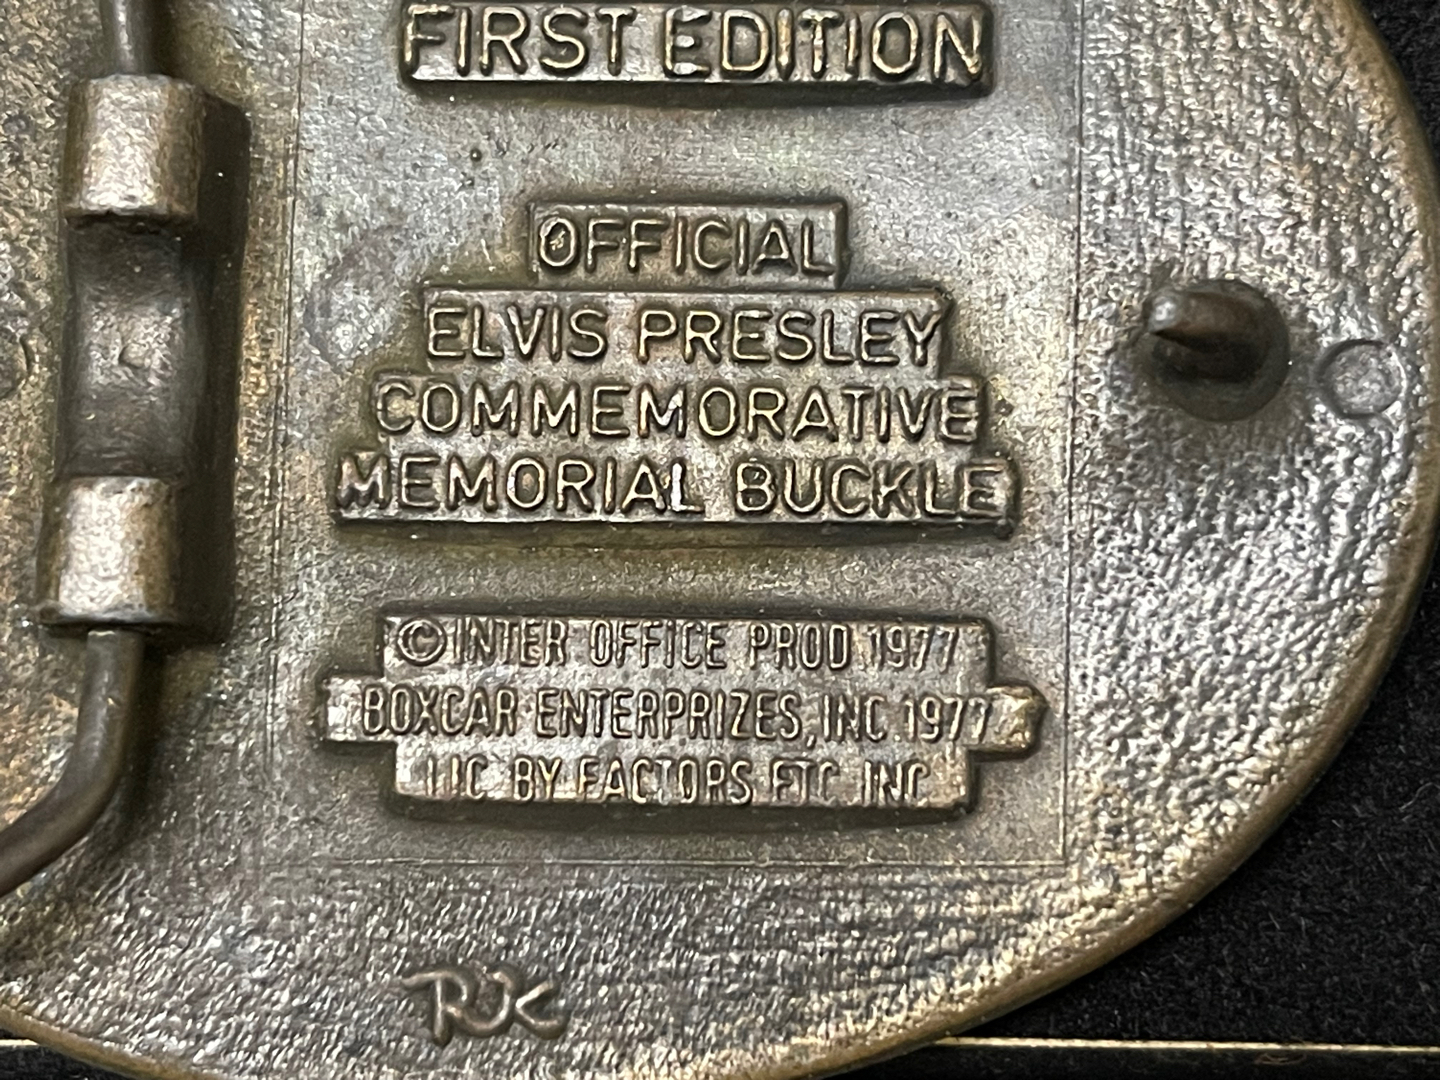 FIRST EDITION
OFFICIAL
ELVIS PRESLEY
COMMEMORATIVE
MEMORIAL BUCKLE
© INTER OFFICE PROD 1977
BOXCAR ENTERPRIZES, INC. 1977
LIC BY FACTORS ETC INC